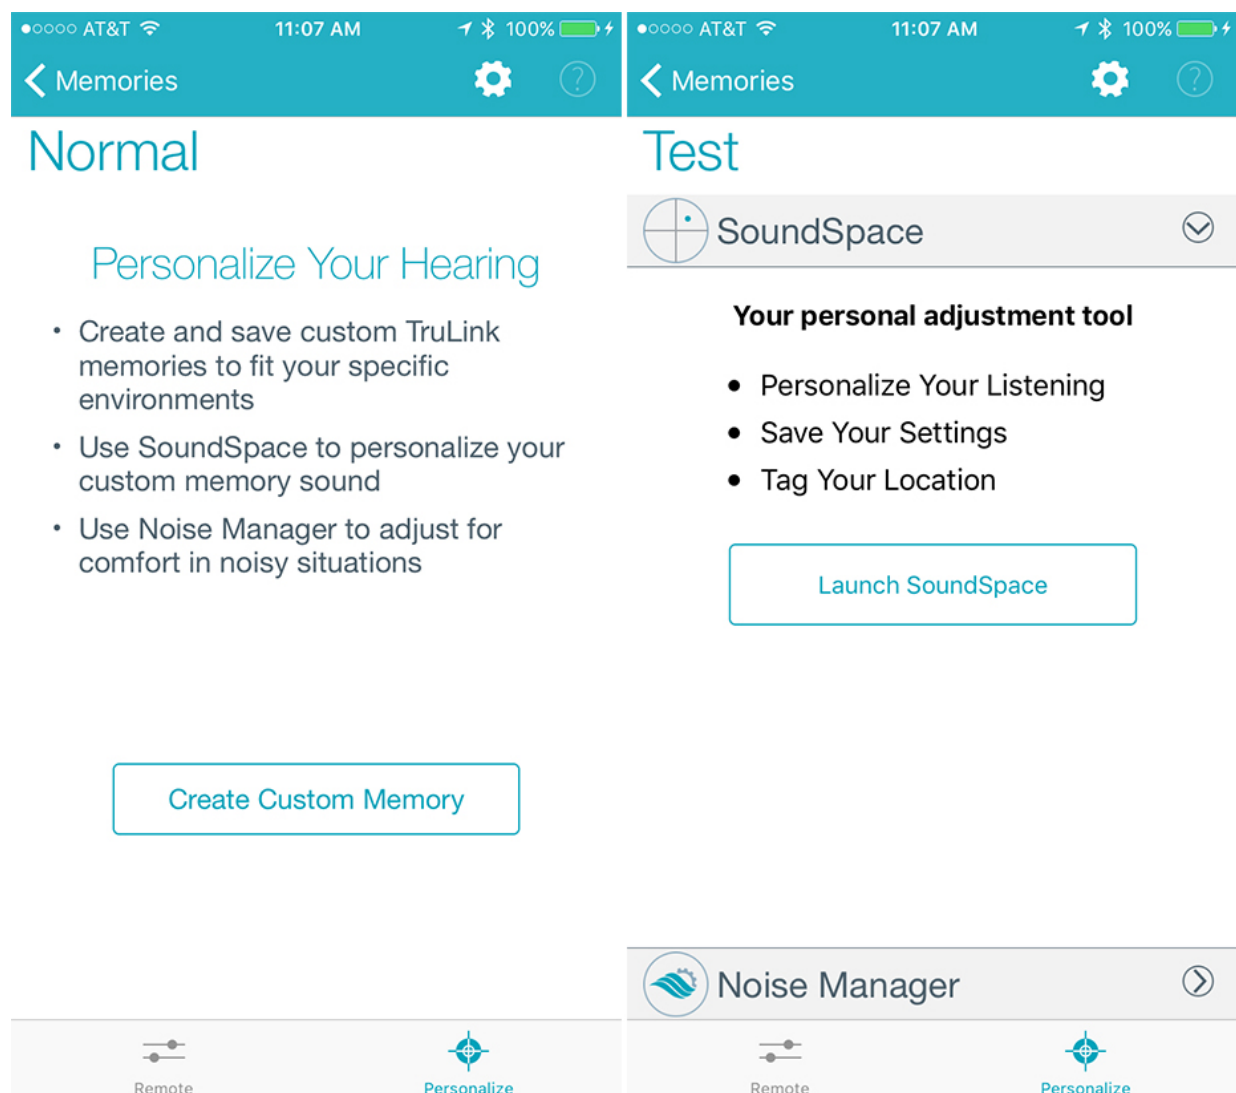 AT&T 11:07 AM 100%
Memories
Normal
Personalize Your Hearing
• Create and save custom TruLink
memories to fit your specific
environments
• Use SoundSpace to personalize your
custom memory sound
• Use Noise Manager to adjust for
comfort in noisy situations
Create Custom Memory
Remote Personalize
AT&T 11:07 AM 100%
Memories
Test
SoundSpace
Your personal adjustment tool
• Personalize Your Listening
• Save Your Settings
• Tag Your Location
Launch SoundSpace
Noise Manager
Remote Personalize